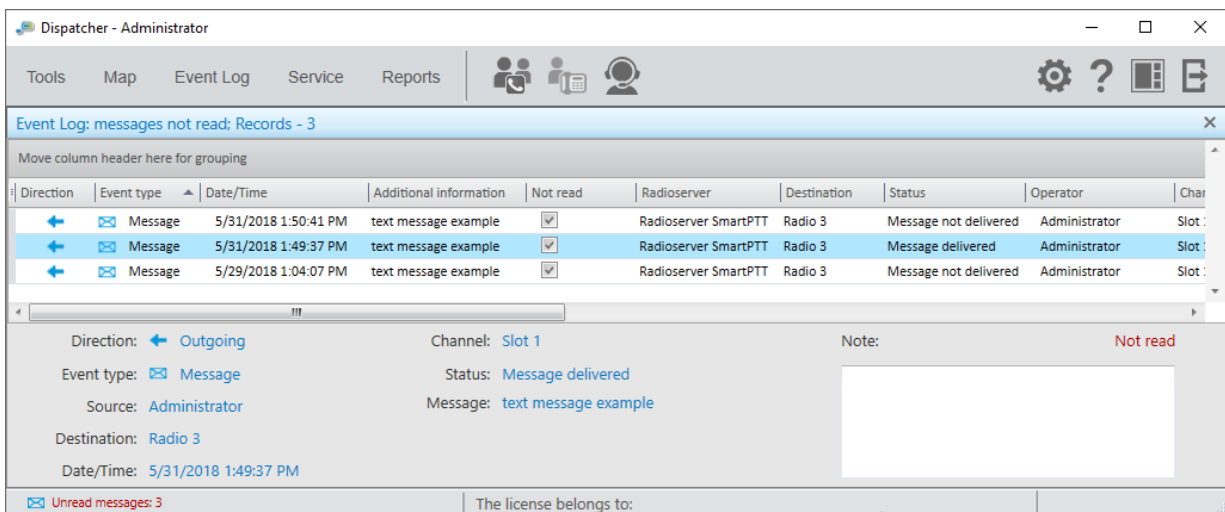 Dispatcher - Administrator
Tools Map Event Log Service Reports
Event Log: messages not read; Records - 3
Move column header here for grouping
Direction Event type Date/Time Additional information Not read Radioserver Destination Status Operator Char
Message 5/31/2018 1:50:41 PM text message example Radioserver SmartPTT Radio 3 Message not delivered Administrator Slot
Message 5/31/2018 1:49:37 PM text message example Radioserver SmartPTT Radio 3 Message delivered Administrator Slot
Message 5/29/2018 1:04:07 PM text message example Radioserver SmartPTT Radio 3 Message not delivered Administrator Slot
Direction: Outgoing Channel: Slot 1 Note: Not read
Event type: Message Status: Message delivered
Source: Administrator Message: text message example
Destination: Radio 3
Date/Time: 5/31/2018 1:49:37 PM
Unread messages: 3 The license belongs to: